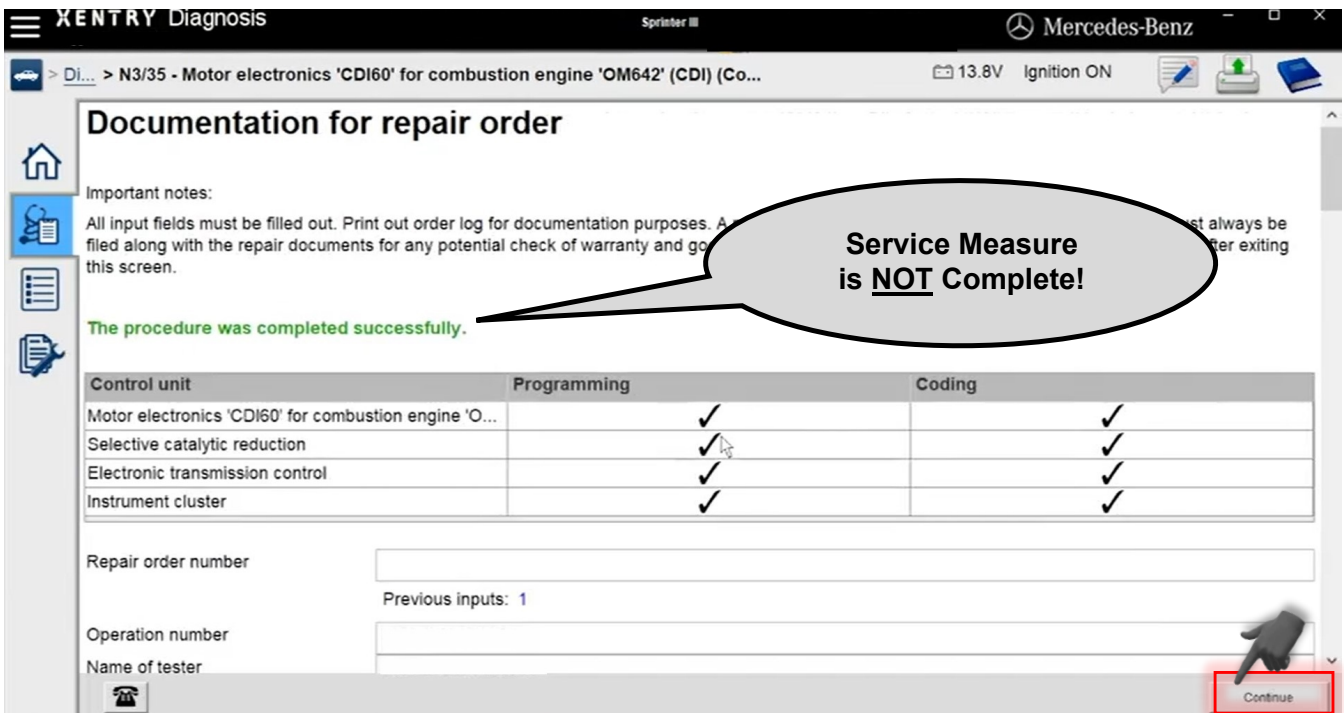 XENTRY Diagnosis
Sprinter III
Mercedes-Benz
> Di... > N3/35 - Motor electronics 'CDI60' for combustion engine 'OM642' (CDI) (Co...
13.8V Ignition ON
Documentation for repair order
Important notes:
All input fields must be filled out. Print out order log for documentation purposes. A
st always be
filed along with the repair documents for any potential check of warranty and go
fter exiting
this screen.
Service Measure
is NOT Complete!
The procedure was completed successfully.
Control unit Programming Coding
Motor electronics 'CDI60' for combustion engine 'O... ✓ ✓
Selective catalytic reduction ✓ ✓
Electronic transmission control ✓ ✓
Instrument cluster ✓ ✓
Repair order number
Previous inputs: 1
Operation number
Name of tester
Continue